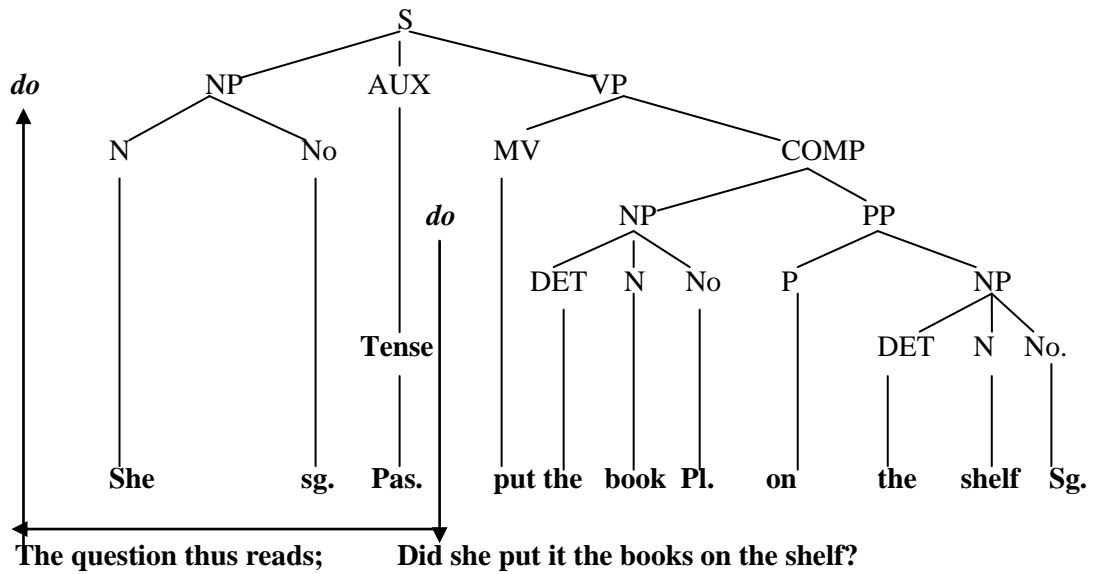 S
do NP AUX VP
N No MV COMP
do NP PP
DET N No P NP
Tense DET N No.
She sg. Pas. put the book Pl. on the shelf Sg.
The question thus reads; Did she put it the books on the shelf?